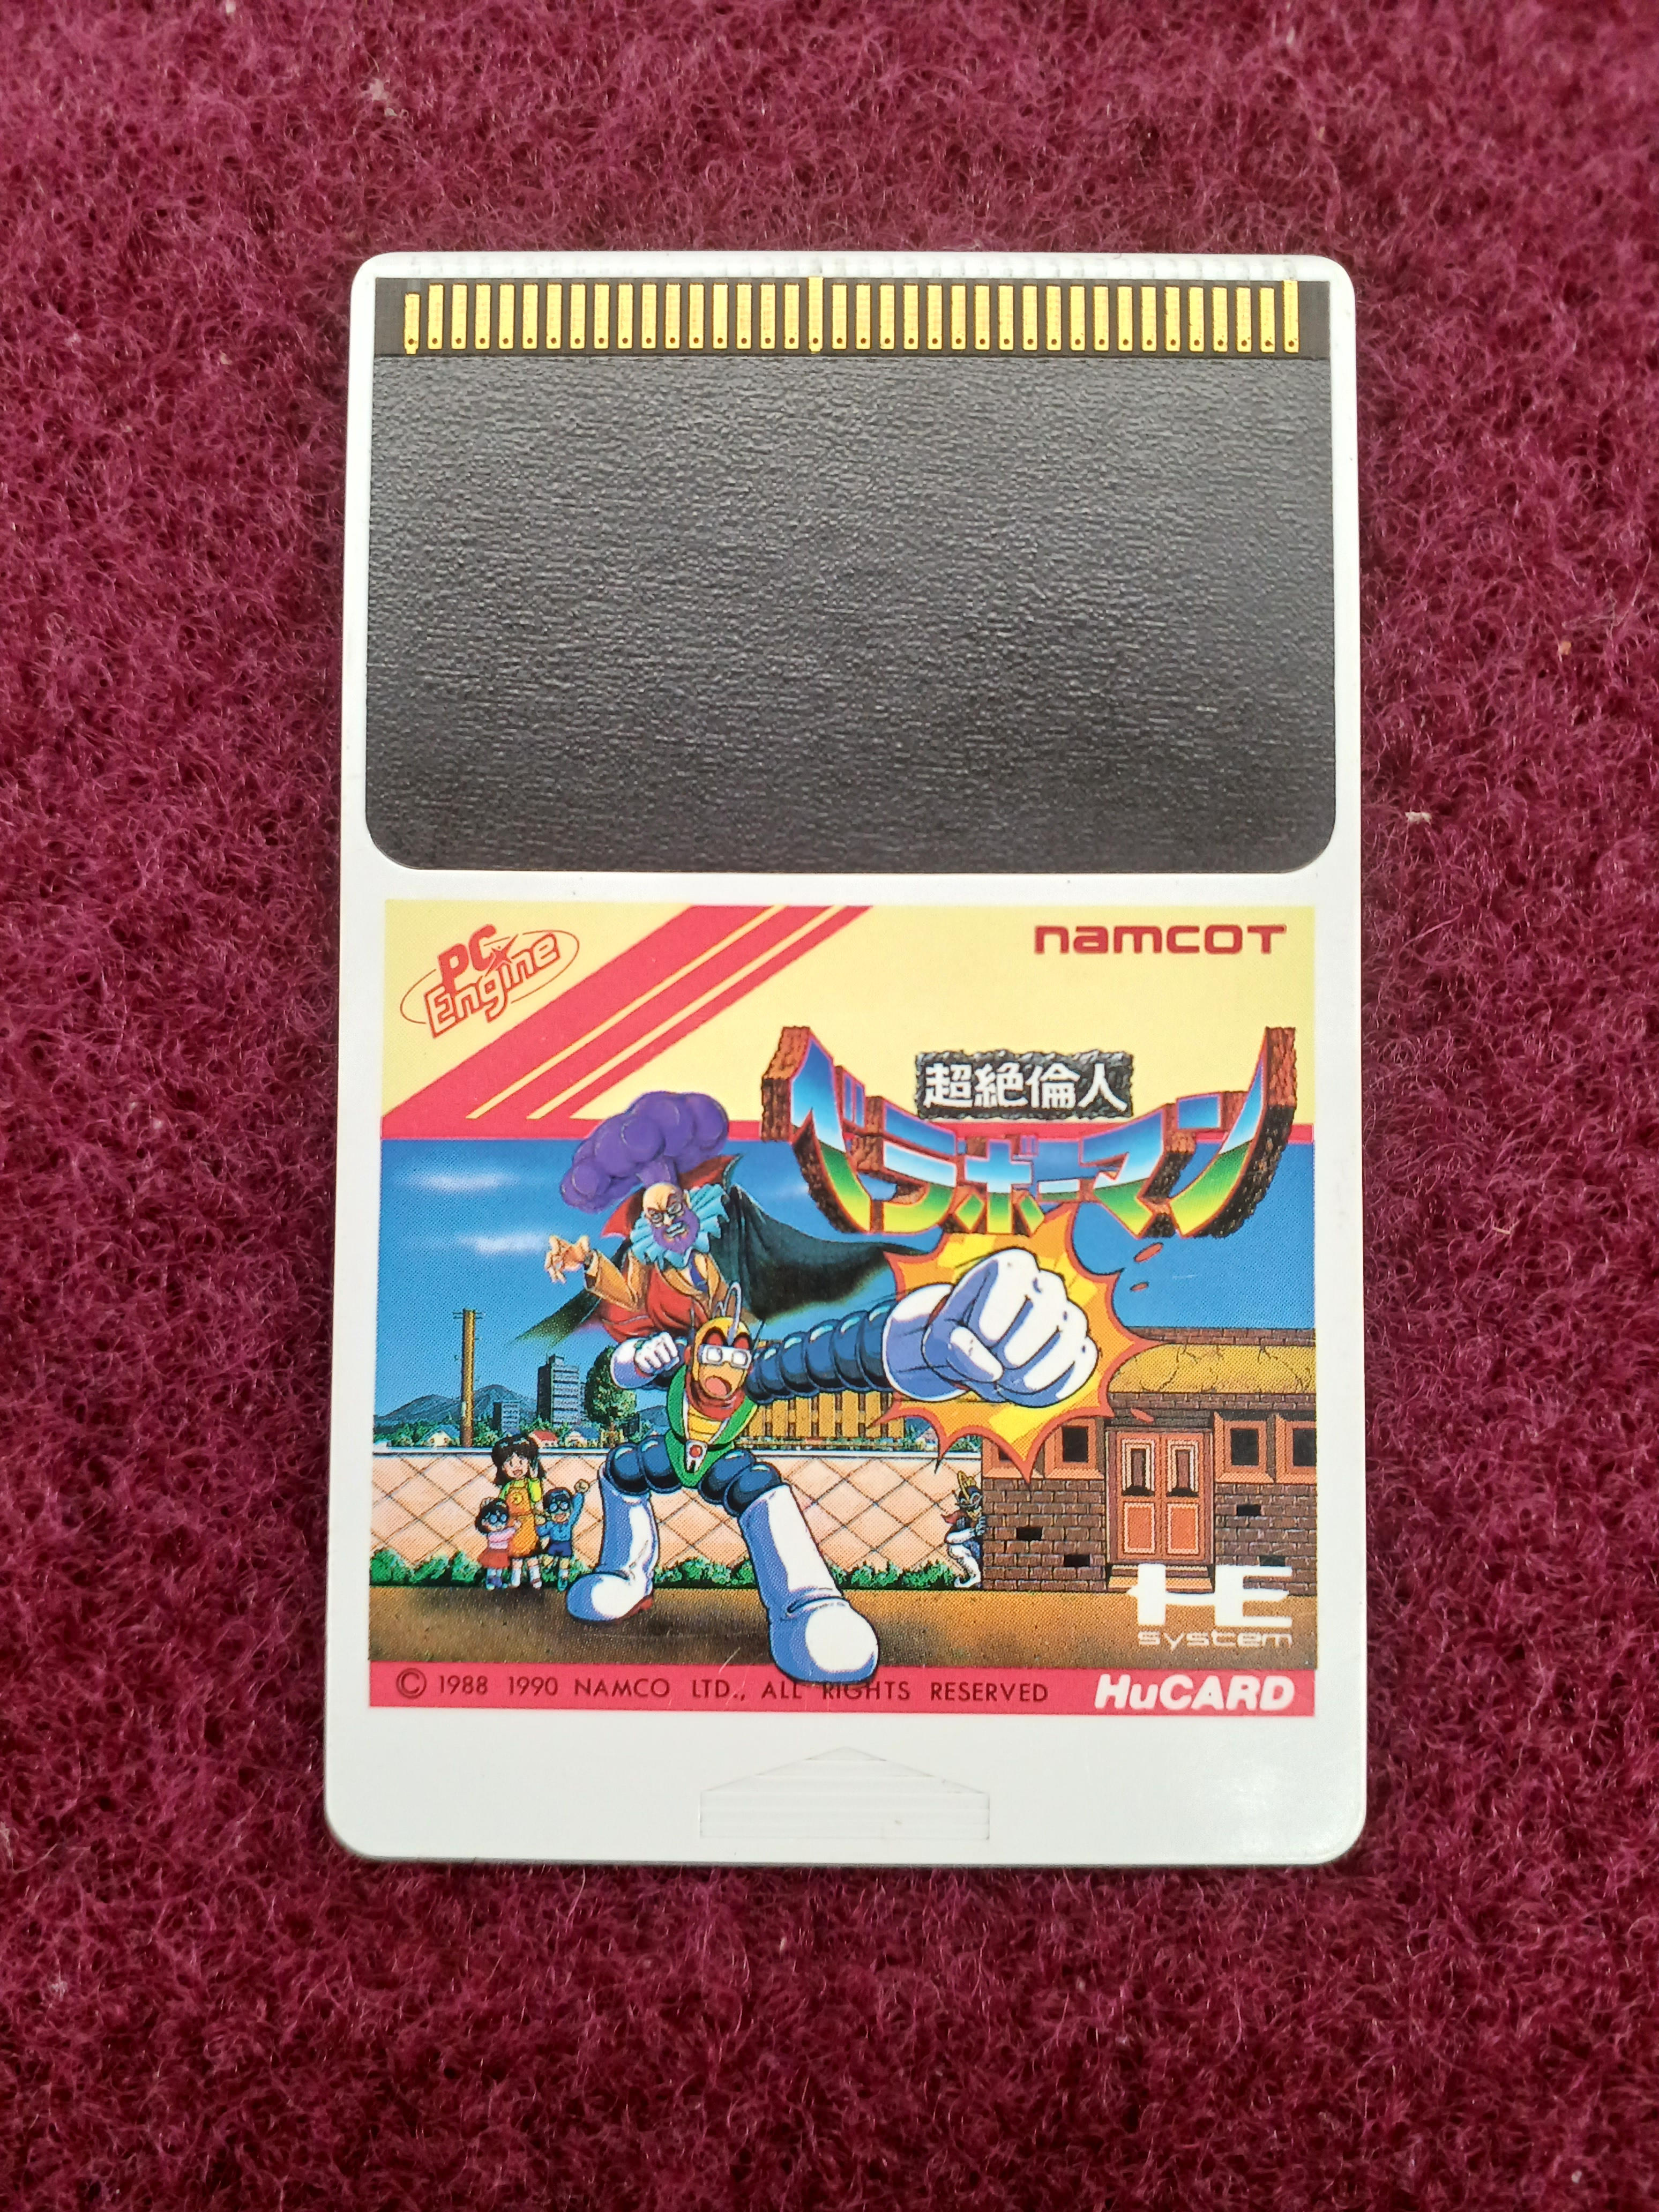 PC Engine
namcot
超絶倫人
ベラボーマン
PE
system
© 1988 1990 NAMCO LTD., ALL RIGHTS RESERVED
HuCARD